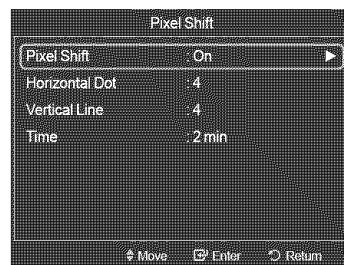 Pixel Shift
Pixel Shift : On ▶
Horizontal Dot : 4
Vertical Line : 4
Time : 2 min
Move Enter Return